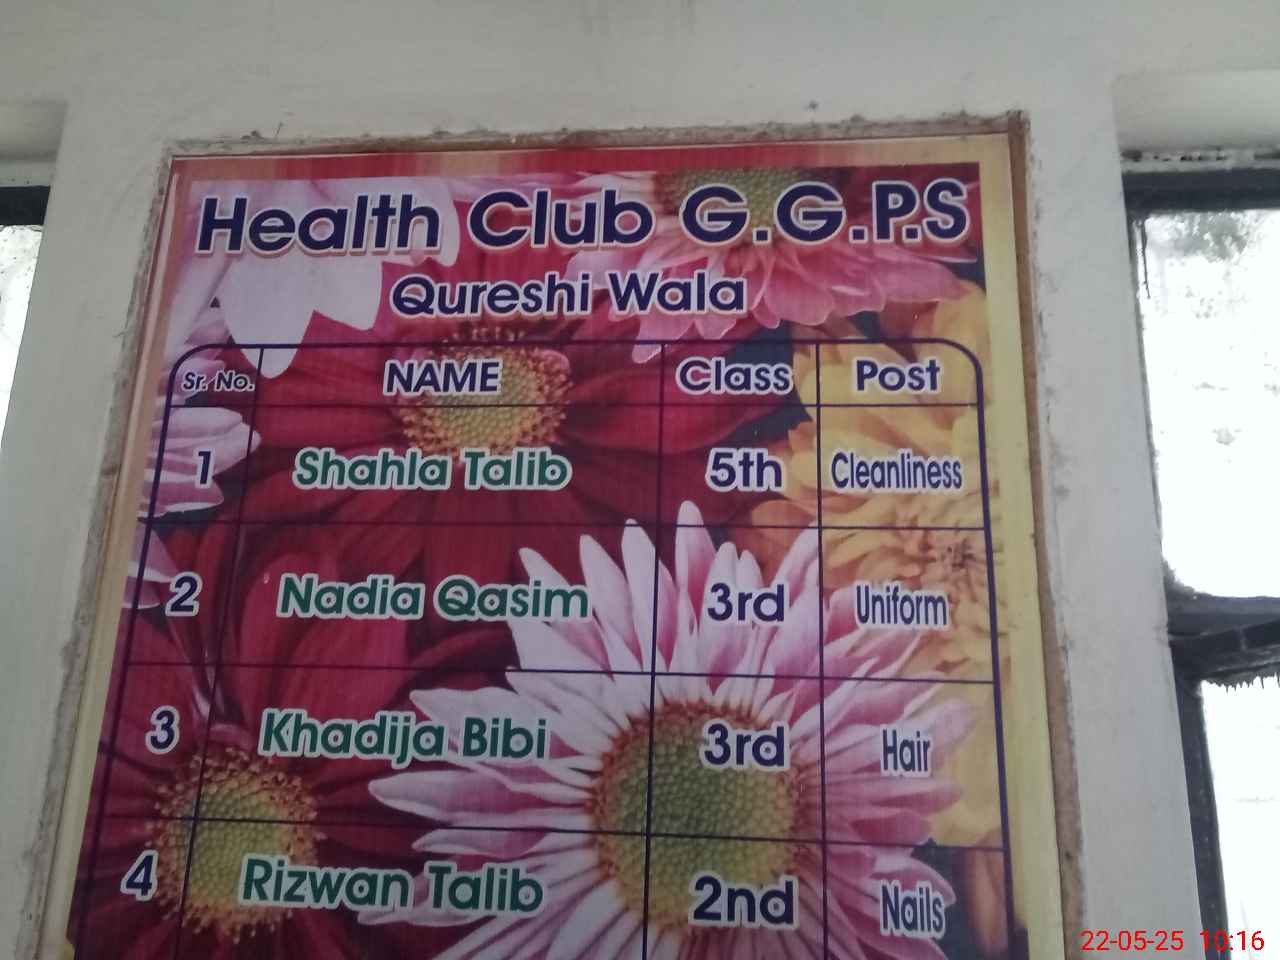 Health Club G.G.P.S
Qureshi Wala
Sr. No. NAME Class Post
1 Shahla Talib 5th Cleanliness
2 Nadia Qasim 3rd Uniform
3 Khadija Bibi 3rd Hair
4 Rizwan Talib 2nd Nails
22-05-25 10:16